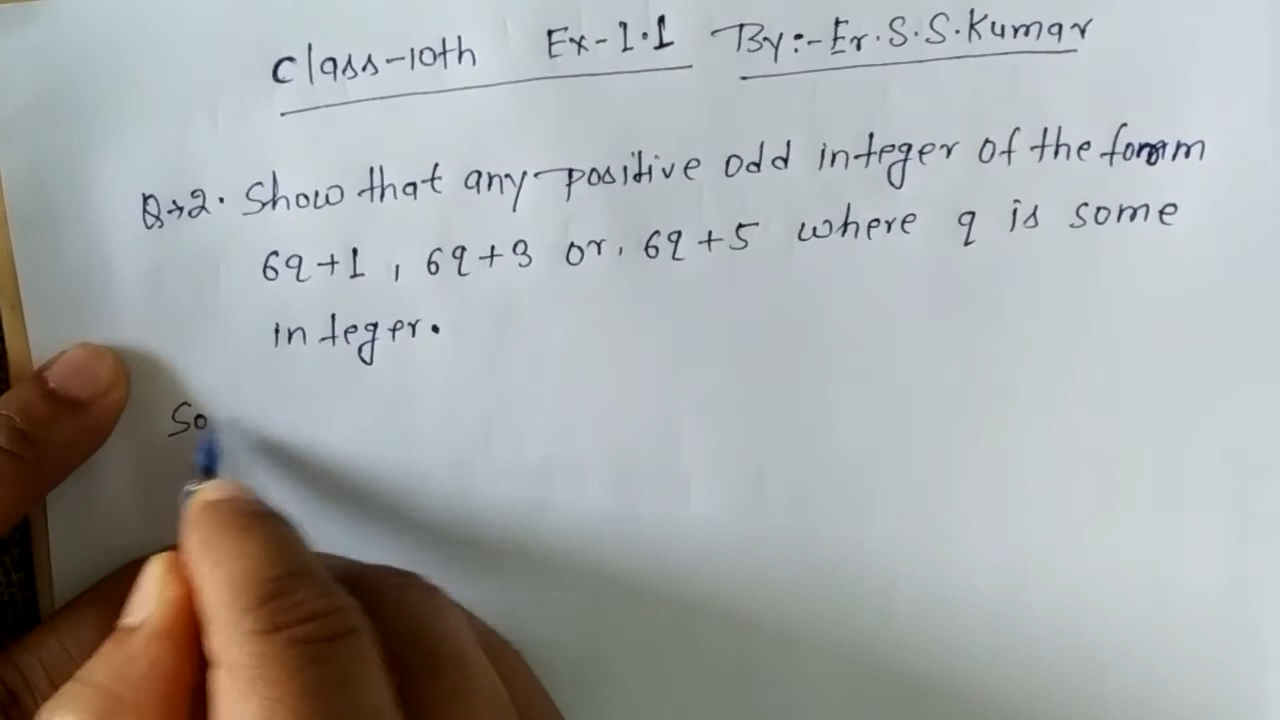 Class-10th Ex-1.1 By:-Er.S.S.Kumar
Q→2. Show that any positive odd integer of the form
6q+1, 6q+3 or, 6q+5 where q is some
integer.
So